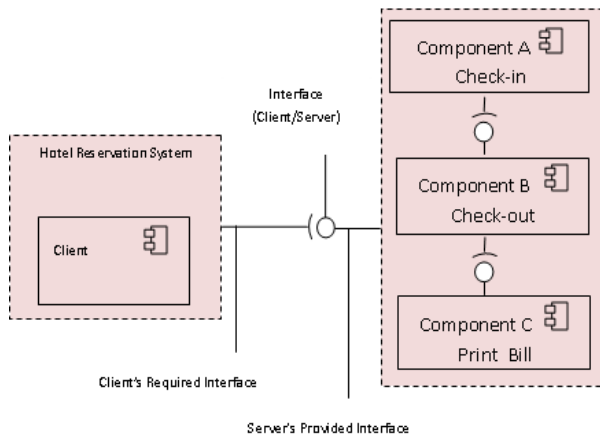 Component A
Check-in
Interface
(Client/Server)
Hotel Reservation System
Client
Component B
Check-out
Component C
Print Bill
Client's Required Interface
Server's Provided Interface